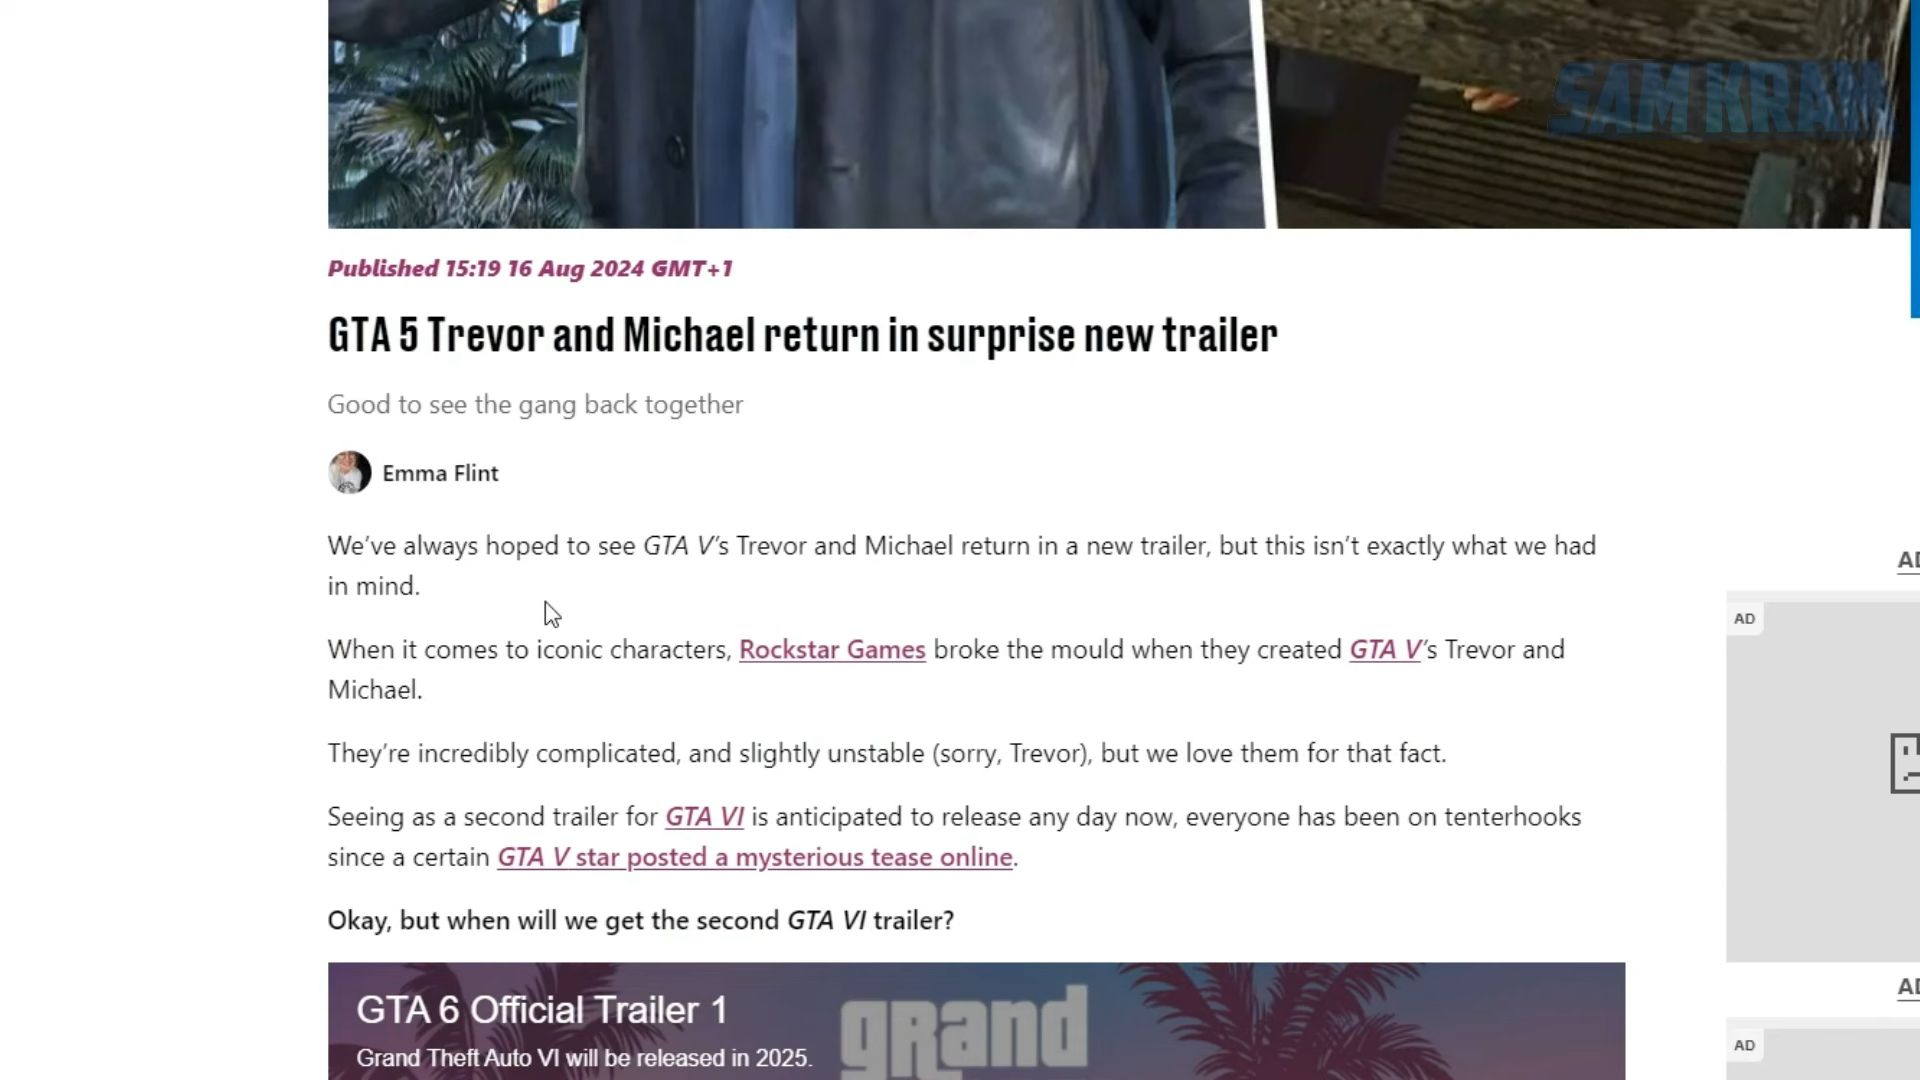 SAM KRAM
Published 15:19 16 Aug 2024 GMT+1
GTA 5 Trevor and Michael return in surprise new trailer
Good to see the gang back together
Emma Flint
We’ve always hoped to see GTA V’s Trevor and Michael return in a new trailer, but this isn’t exactly what we had
in mind.
AD
AD
When it comes to iconic characters, Rockstar Games broke the mould when they created GTA V’s Trevor and
Michael.
They’re incredibly complicated, and slightly unstable (sorry, Trevor), but we love them for that fact.
Seeing as a second trailer for GTA VI is anticipated to release any day now, everyone has been on tenterhooks
since a certain GTA V star posted a mysterious tease online.
Okay, but when will we get the second GTA VI trailer?
AD
GTA 6 Official Trailer 1
grand
Grand Theft Auto VI will be released in 2025.
AD